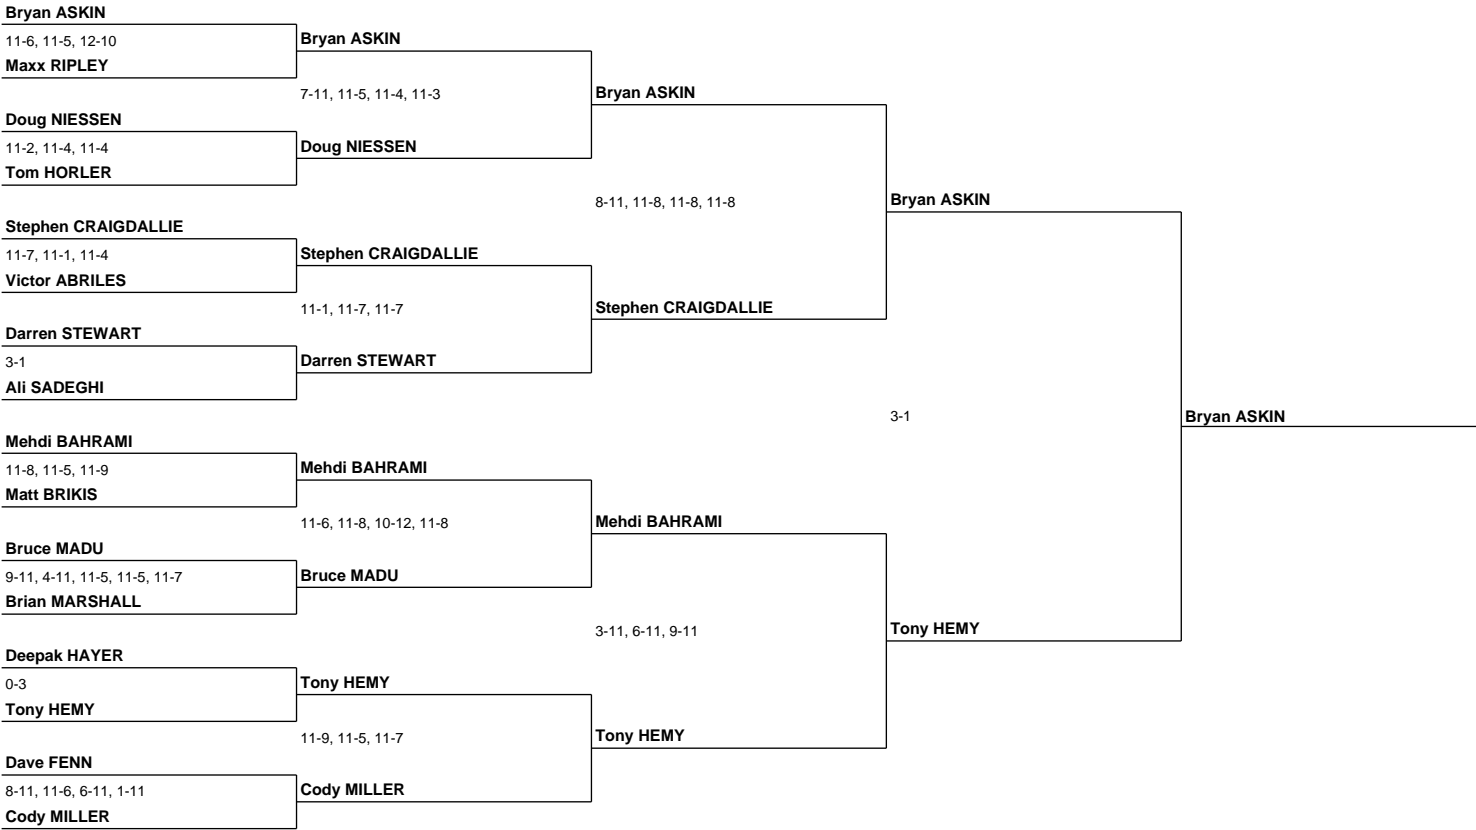 Bryan ASKIN
11-6, 11-5, 12-10
Maxx RIPLEY
Doug NIESSEN
11-2, 11-4, 11-4
Tom HORLER
Stephen CRAIGDALLIE
11-7, 11-1, 11-4
Victor ABRILES
Darren STEWART
3-1
Ali SADEGHI
Mehdi BAHRAMI
11-8, 11-5, 11-9
Matt BRIKIS
Bruce MADU
9-11, 4-11, 11-5, 11-5, 11-7
Brian MARSHALL
Deepak HAYER
0-3
Tony HEMY
Dave FENN
8-11, 11-6, 6-11, 1-11
Cody MILLER
Bryan ASKIN
7-11, 11-5, 11-4, 11-3
Doug NIESSEN
Stephen CRAIGDALLIE
11-1, 11-7, 11-7
Darren STEWART
Mehdi BAHRAMI
11-6, 11-8, 10-12, 11-8
Bruce MADU
Tony HEMY
11-9, 11-5, 11-7
Cody MILLER
Bryan ASKIN
8-11, 11-8, 11-8, 11-8
Stephen CRAIGDALLIE
Mehdi BAHRAMI
3-11, 6-11, 9-11
Tony HEMY
Bryan ASKIN
3-1
Tony HEMY
Bryan ASKIN